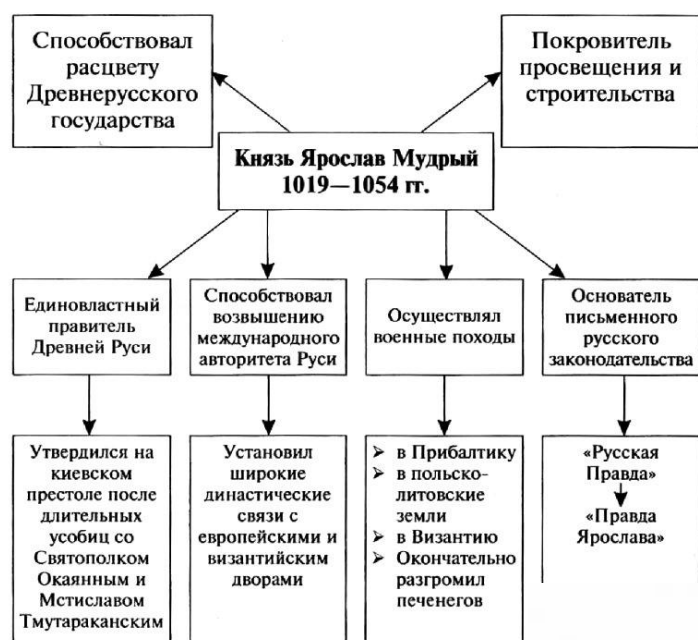 Способствовал
расцвету
Древнерусского
государства
Покровитель
просвещения и
строительства
Князь Ярослав Мудрый
1019—1054 гг.
Единовластный
правитель
Древней Руси
Способствовал
возвышению
международного
авторитета Руси
Осуществлял
военные походы
Основатель
письменного
русского
законодательства
Утвердился на
киевском
престоле после
длительных
усобиц со
Святополком
Окаянным и
Мстиславом
Тмутараканским
Установил
широкие
династические
связи с
европейскими и
византийским
дворами
➢ в Прибалтику
➢ в польско-
литовские
земли
➢ в Византию
➢ Окончательно
разгромил
печенегов
«Русская
Правда»
«Правда
Ярослава»